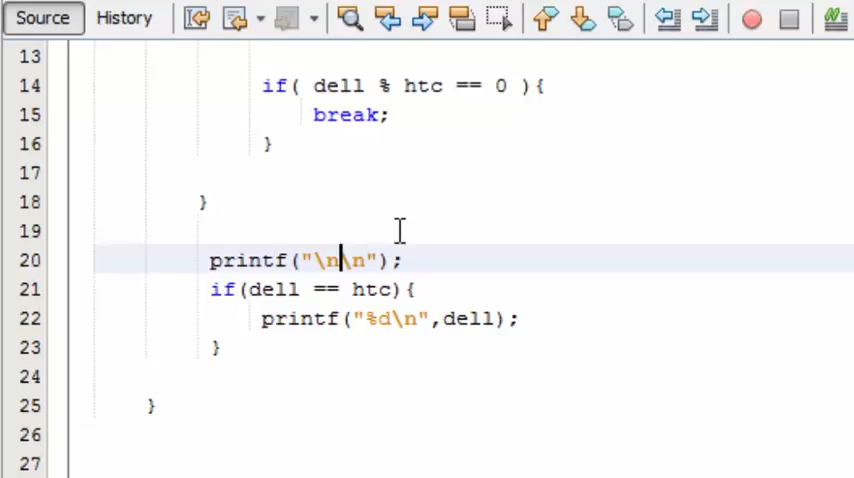 Source History
13
14 if( dell % htc == 0 ){
15 break;
16 }
17
18 }
19
20 printf("\n\n");
21 if(dell == htc){
22 printf("%d\n",dell);
23 }
24
25 }
26
27